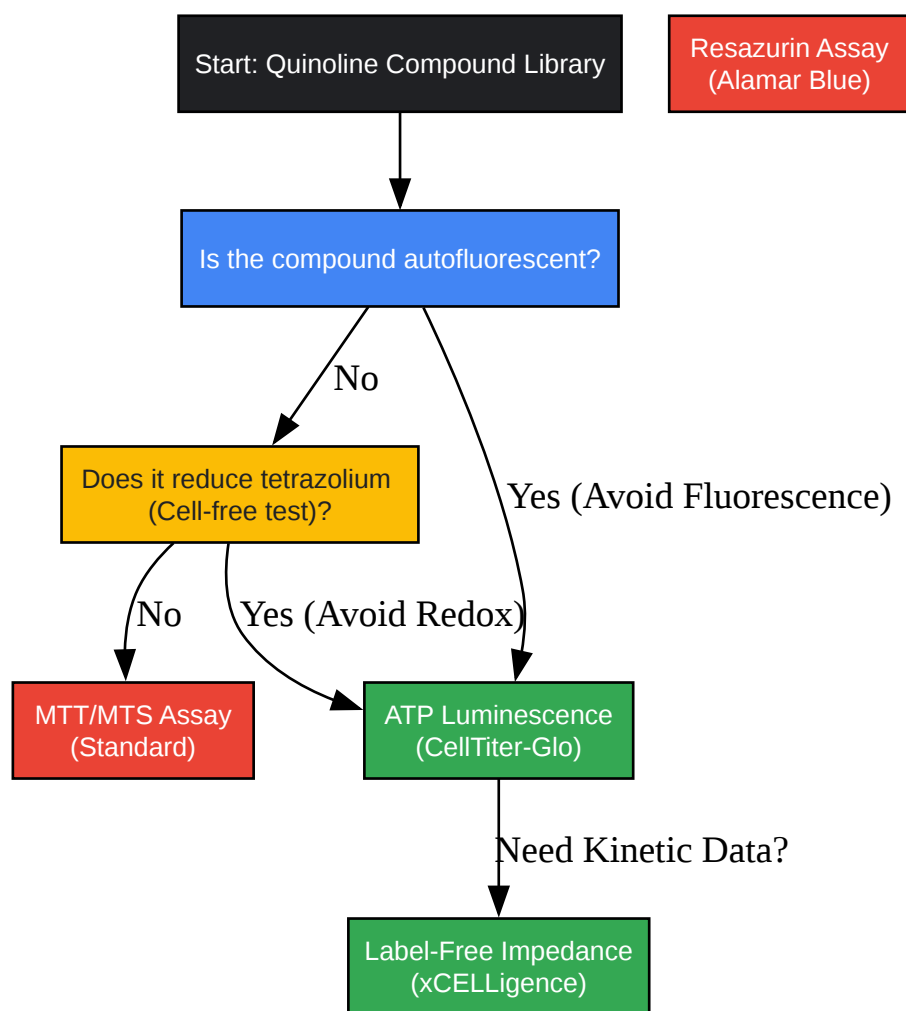 Start: Quinoline Compound Library
Resazurin Assay
(Alamar Blue)
Is the compound autofluorescent?
No
Does it reduce tetrazolium
(Cell-free test)?
Yes (Avoid Fluorescence)
No
Yes (Avoid Redox)
MTT/MTS Assay
(Standard)
ATP Luminescence
(CellTiter-Glo)
Need Kinetic Data?
Label-Free Impedance
(xCELLigence)